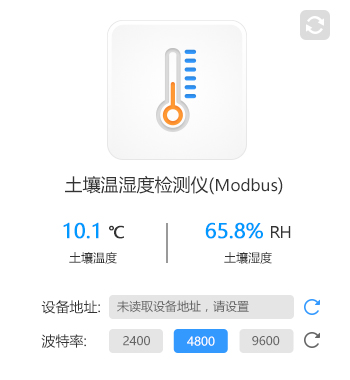 土壤温湿度检测仪(Modbus)
10.1 ℃ 65.8% RH
土壤温度 土壤湿度
设备地址: 未读取设备地址，请设置
波特率: 2400 4800 9600